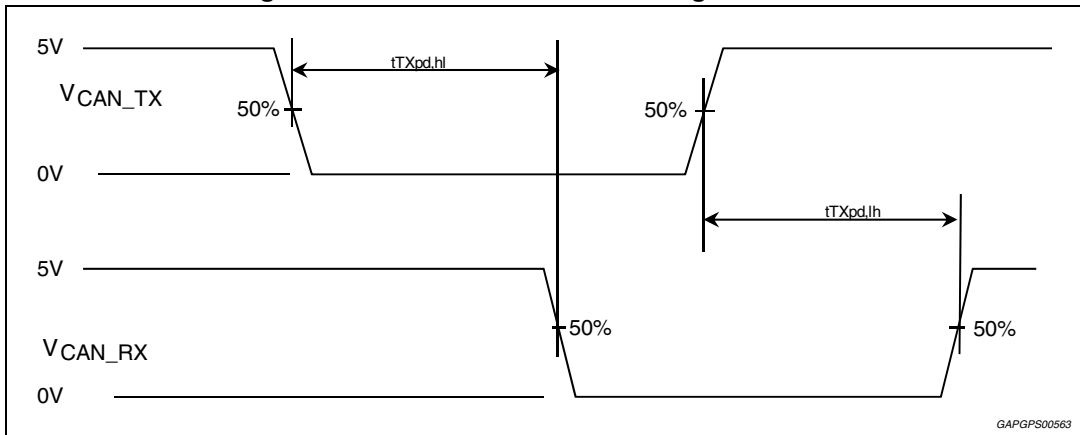 5V
tTXpd,hl
VCAN_TX
50%
50%
0V
tTXpd,lh
5V
50%
50%
VCAN_RX
0V
GAPGPS00563